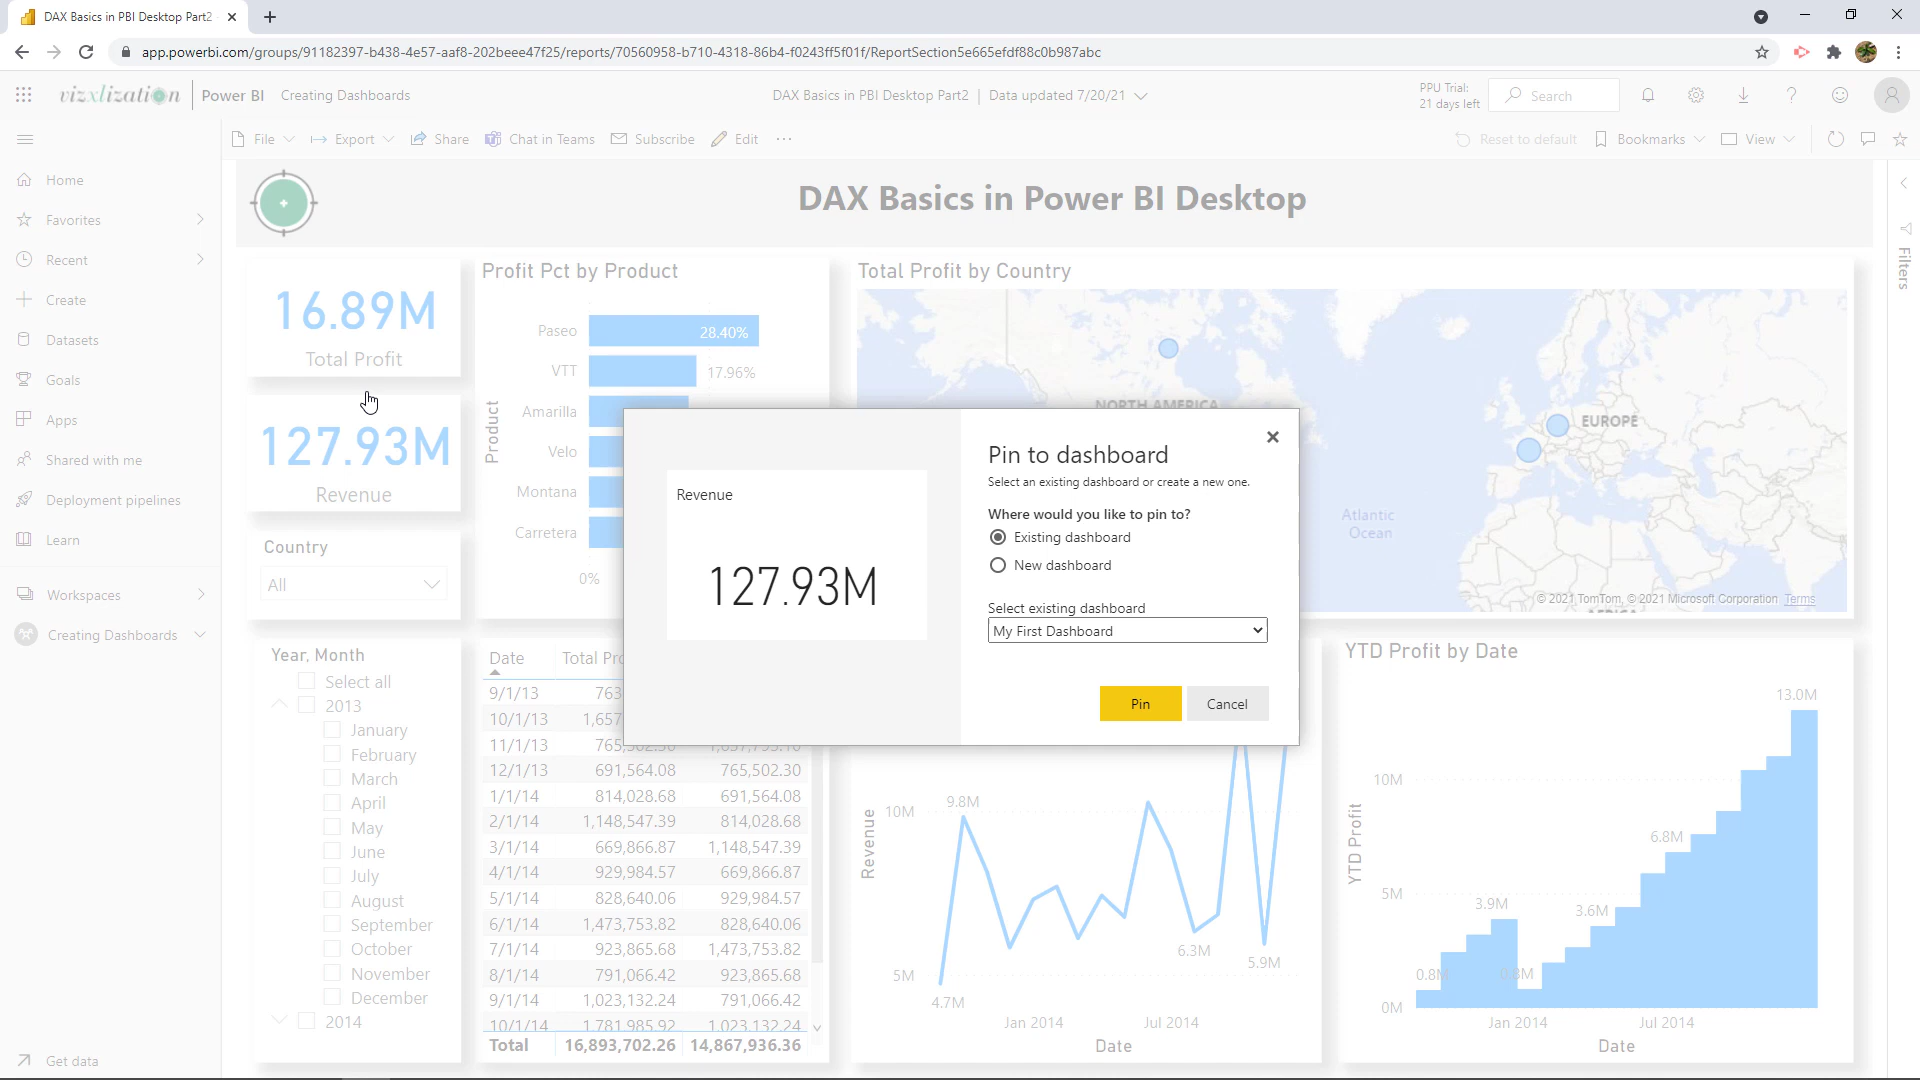 DAX Basics in PBI Desktop Part2
app.powerbi.com/groups/91182397-b438-4e57-aaf8-202beee47f25/reports/70560958-b710-4318-86b4-f0243ff5f01f/ReportSection5e665efdf88c0b987abc
vizxlization Power BI Creating Dashboards
DAX Basics in PBI Desktop Part2 | Data updated 7/20/21
PPU Trial:
21 days left
Search
File Export Share Chat in Teams Subscribe Edit ...
Reset to default Bookmarks View
Home
Favorites
Recent
Create
Datasets
Goals
Apps
Shared with me
Deployment pipelines
Learn
Workspaces
Creating Dashboards
Get data
DAX Basics in Power BI Desktop
16.89M
Total Profit
127.93M
Revenue
Country
All
Year, Month
Select all
2013
January
February
March
April
May
June
July
August
September
October
November
December
2014
Profit Pct by Product
Product
Paseo 28.40%
VTT 17.96%
Amarilla
Velo
Montana
Carretera
0%
Total Profit by Country
NORTH AMERICA
EUROPE
Atlantic
Ocean
© 2021 TomTom, © 2021 Microsoft Corporation Terms
AFRICA
Filters
Revenue
127.93M
Pin to dashboard
Select an existing dashboard or create a new one.
Where would you like to pin to?
Existing dashboard
New dashboard
Select existing dashboard
My First Dashboard
Pin Cancel
Date Total
9/1/13
10/1/13
11/1/13
12/1/13 691,564.08 765,502.30
1/1/14 814,028.68 691,564.08
2/1/14 1,148,547.39 814,028.68
3/1/14 669,866.87 1,148,547.39
4/1/14 929,984.57 669,866.87
5/1/14 828,640.06 929,984.57
6/1/14 1,473,753.82 828,640.06
7/1/14 923,865.68 1,473,753.82
8/1/14 791,066.42 923,865.68
9/1/14 1,023,132.24 791,066.42
10/1/14 1,781,985.92 1,023,132.24
Total 16,893,702.26 14,867,936.36
Revenue
10M
5M
9.8M
4.7M
6.3M
5.9M
Jan 2014 Jul 2014
Date
YTD Profit by Date
YTD Profit
10M
5M
0M
13.0M
6.8M
3.9M
3.6M
0.8M
Jan 2014 Jul 2014
Date